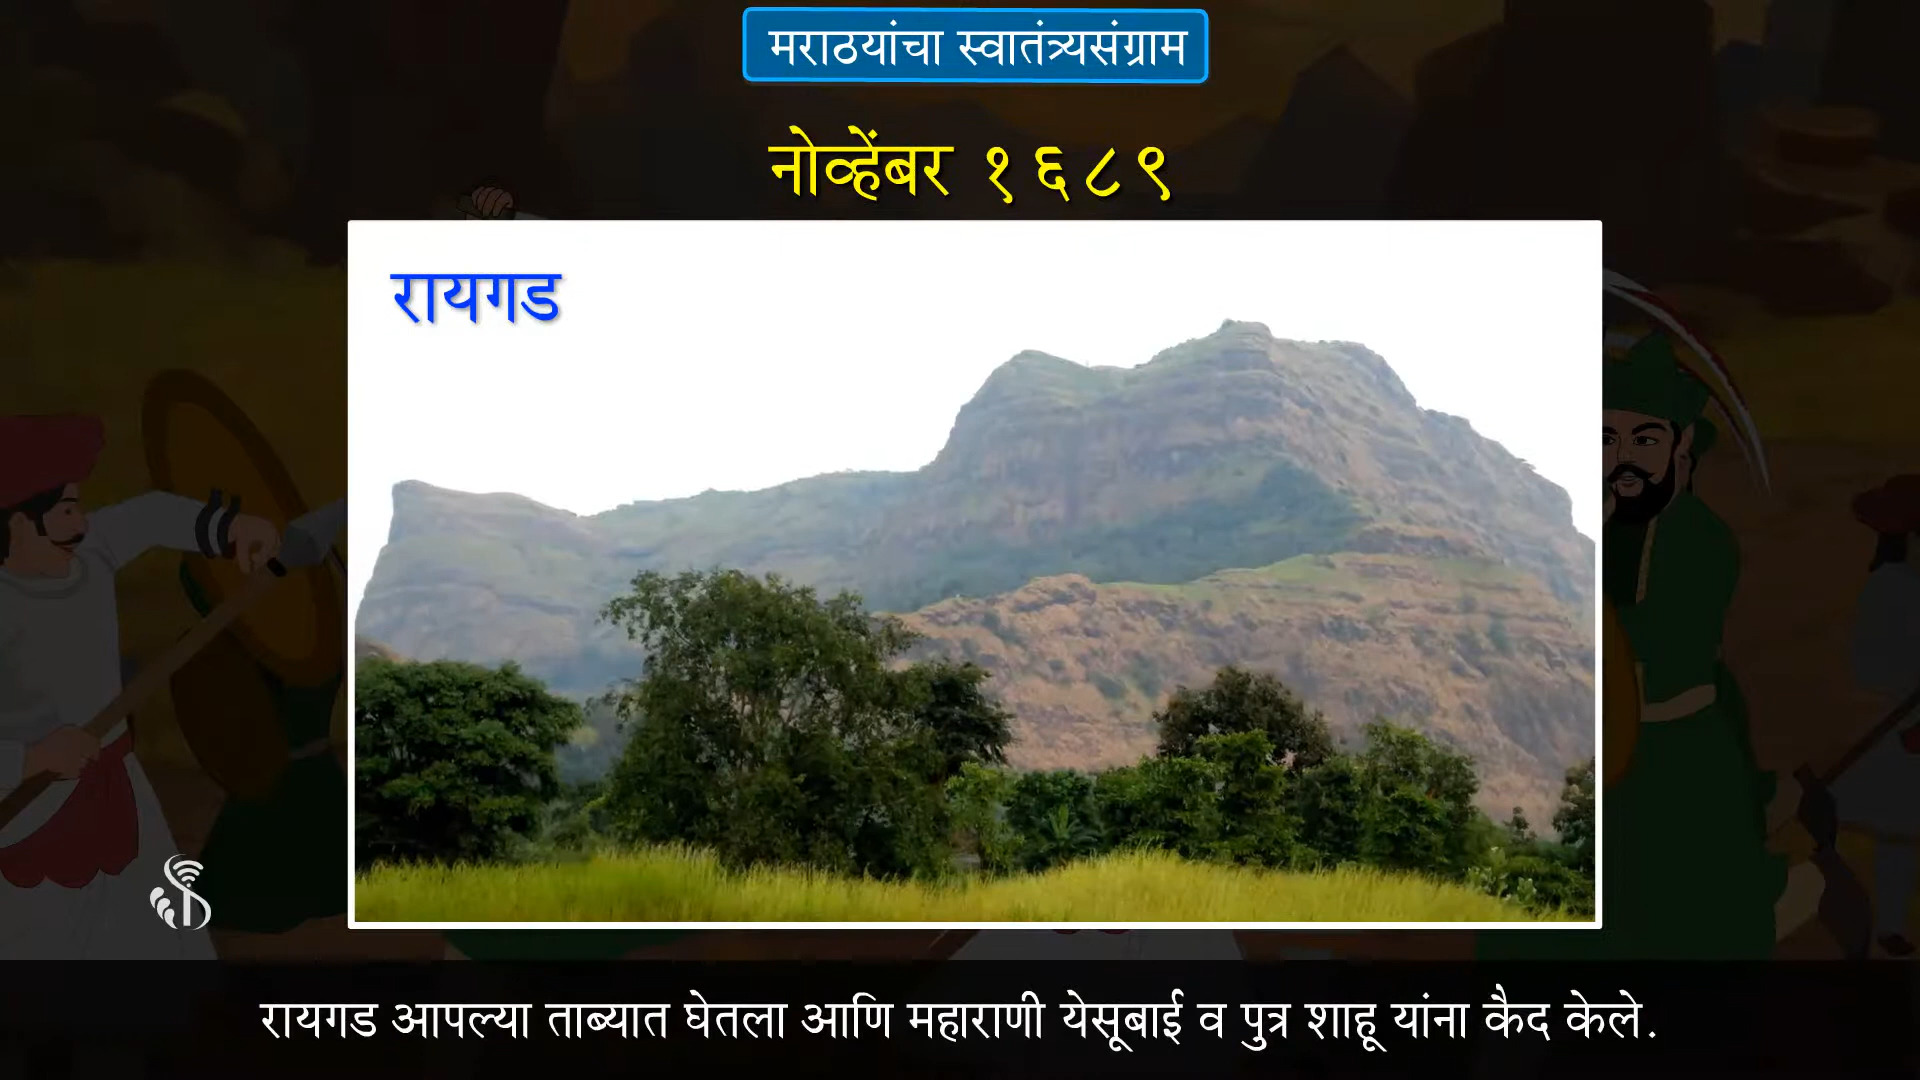 मराठयांचा स्वातंत्र्यसंग्राम
नोव्हेंबर १६८९
रायगड
रायगड आपल्या ताब्यात घेतला आणि महाराणी येसूबाई व पुत्र शाहू यांना कैद केले.